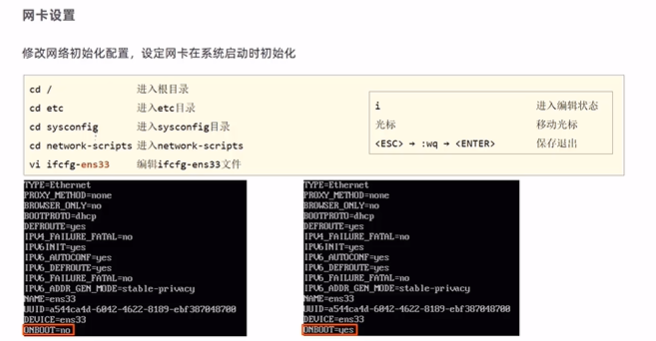 网卡设置
修改网络初始化配置，设定网卡在系统启动时初始化
cd / 进入根目录
cd etc 进入etc目录
cd sysconfig 进入sysconfig目录
cd network-scripts 进入network-scripts
vi ifcfg-ens33 编辑ifcfg-ens33文件
i 进入编辑状态
光标 移动光标
<ESC> → :wq → <ENTER> 保存退出
TYPE=Ethernet
PROXY_METHOD=none
BROWSER_ONLY=no
BOOTPROTO=dhcp
DEFROUTE=yes
IPV4_FAILURE_FATAL=no
IPV6INIT=yes
IPV6_AUTOCONF=yes
IPV6_DEFROUTE=yes
IPV6_FAILURE_FATAL=no
IPV6_ADDR_GEN_MODE=stable-privacy
NAME=ens33
UUID=a544ca4d-6042-4622-8189-ebf387048700
DEVICE=ens33
ONBOOT=no
TYPE=Ethernet
PROXY_METHOD=none
BROWSER_ONLY=no
BOOTPROTO=dhcp
DEFROUTE=yes
IPV4_FAILURE_FATAL=no
IPV6INIT=yes
IPV6_AUTOCONF=yes
IPV6_DEFROUTE=yes
IPV6_FAILURE_FATAL=no
IPV6_ADDR_GEN_MODE=stable-privacy
NAME=ens33
UUID=a544ca4d-6042-4622-8189-ebf387048700
DEVICE=ens33
ONBOOT=yes